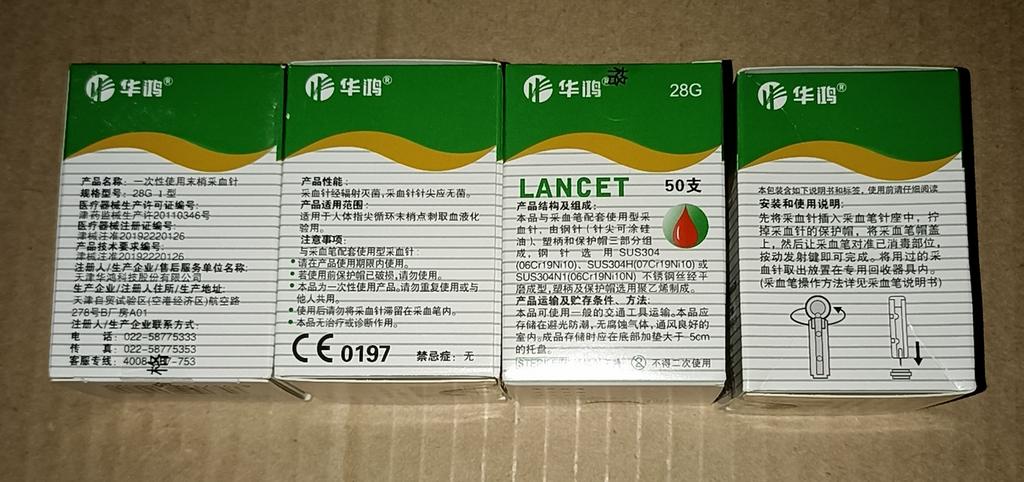 华鸿®
产品名称：一次性使用末梢采血针
规格型号：28G Ⅰ型
医疗器械生产许可证编号：
津药监械生产许20110346号
医疗器械注册证编号：
津械注准20192220126
产品技术要求编号：
津械注准20192220126
注册人/生产企业/售后服务单位名称：
天津华鸿科技股份有限公司
生产企业/注册人住所/生产地址：
天津自贸试验区(空港经济区)航空路
278号B厂房A01
注册人/生产企业联系方式：
电 话：022-58775333
传 真：022-58775353
客服专线：4008 -753
格
华鸿®
产品性能：
采血针经辐射灭菌，采血针针尖应无菌。
产品适用范围：
适用于人体指尖循环末梢点刺取血液化
验用。
注意事项：
与采血笔配套使用型采血针：
● 请在产品使用期限内使用。
● 若使用前保护帽已破损，请勿使用。
● 本品为一次性使用产品。请勿重复使用或与
他人共用。
● 使用后请勿将采血针滞留在采血笔内。
● 本品无治疗或诊断作用。
CE 0197 禁忌症：无
华鸿®
格
28G
LANCET 50支
产品结构及组成：
本品与采血笔配套使用型采
血针，由钢针（针尖可涂硅
油）、塑柄和保护帽三部分组
成，钢针选用SUS304
(06Cr19Ni10)、SUS304H(07Cr19Ni10)或
SUS304N1(06Cr19Ni10N)，不锈钢丝经平
磨成型，塑柄及保护帽选用聚乙烯制成。
产品运输及贮存条件、方法：
本品可使用一般的交通工具运输。本品应
存储在避光防潮，无腐蚀气体，通风良好的
室内。成品存储时应在底部加垫大于5cm
的托盘。
不得二次使用
华鸿®
本包装含如下说明书和标签，使用前请仔细阅读
安装和使用说明：
先将采血针插入采血笔针座中，拧
掉采血针的保护帽，将采血笔帽盖
上，然后让采血笔对准已消毒部位，
按动发射键即可完成。将用过的采
血针取出放置在专用回收器具内。
(采血笔操作方法详见采血笔说明书)